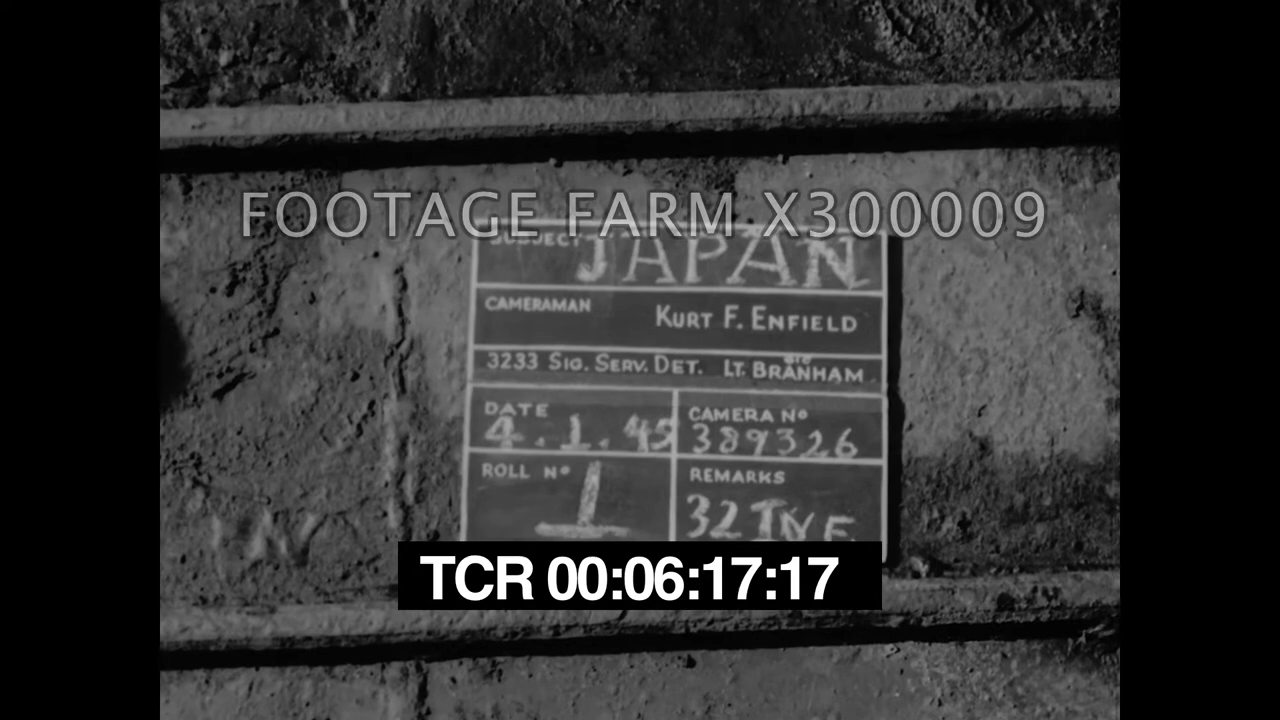 FOOTAGE FARM X300009
SUBJECT JAPAN
CAMERAMAN KURT F. ENFIELD
3233 SIG. SERV. DET. LT. BRANHAM
DATE
4.1.45
CAMERA Nº
389326
ROLL Nº
1
REMARKS
32 INF.
TCR 00:06:17:17